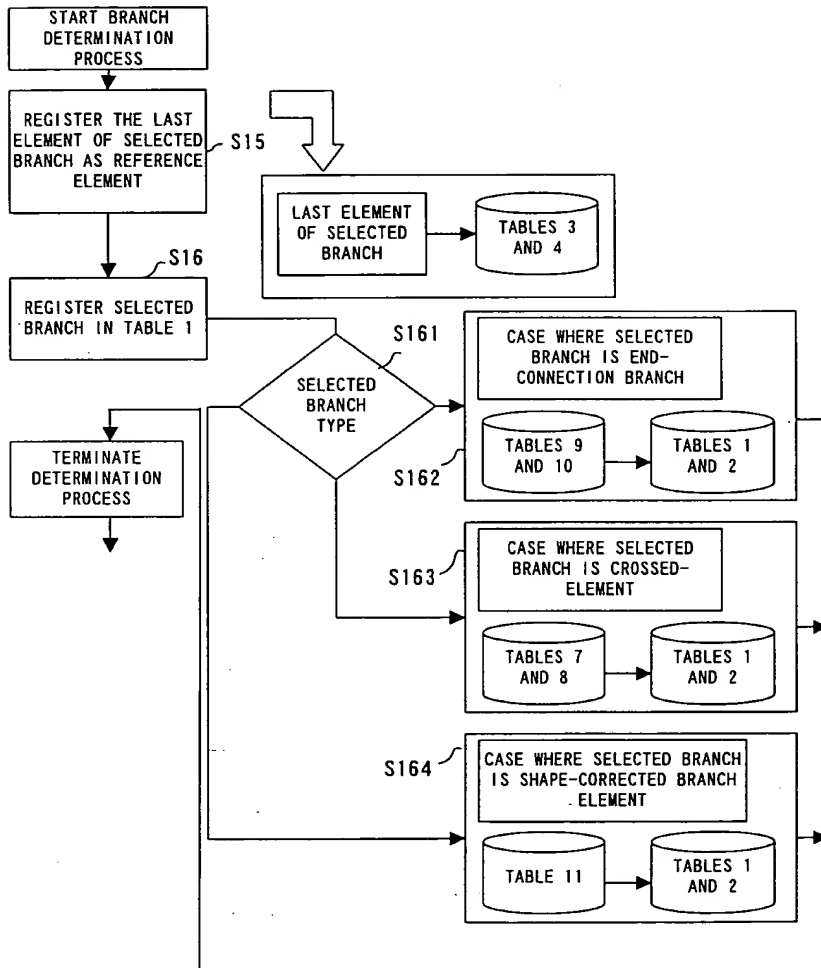 START BRANCH
DETERMINATION
PROCESS
REGISTER THE LAST
ELEMENT OF SELECTED
BRANCH AS REFERENCE
ELEMENT
S15
LAST ELEMENT
OF SELECTED
BRANCH
TABLES 3
AND 4
S16
REGISTER SELECTED
BRANCH IN TABLE 1
S161
SELECTED
BRANCH
TYPE
CASE WHERE SELECTED
BRANCH IS END-
CONNECTION BRANCH
TABLES 9
AND 10
TABLES 1
AND 2
S162
TERMINATE
DETERMINATION
PROCESS
S163
CASE WHERE SELECTED
BRANCH IS CROSSED-
ELEMENT
TABLES 7
AND 8
TABLES 1
AND 2
S164
CASE WHERE SELECTED BRANCH
IS SHAPE-CORRECTED BRANCH
ELEMENT
TABLE 11
TABLES 1
AND 2